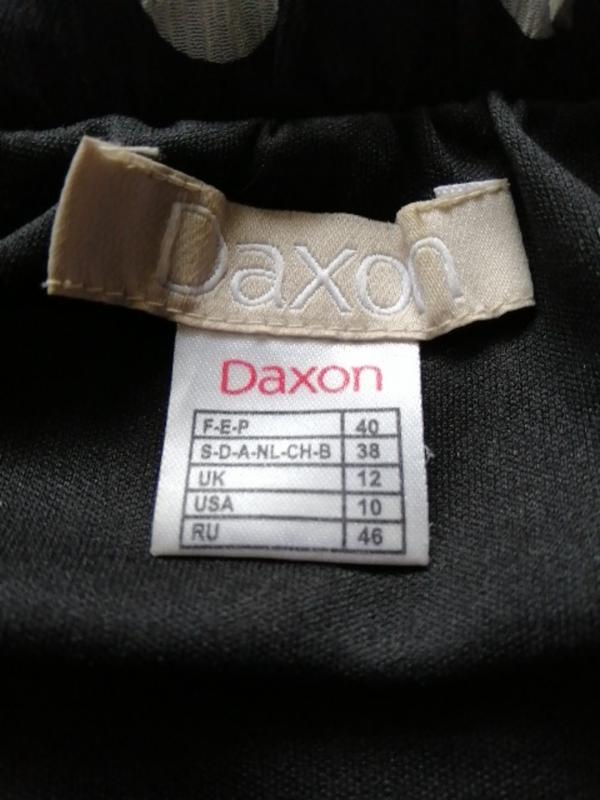 Daxon
Daxon
F-E-P 40
S-D-A-NL-CH-B 38
UK 12
USA 10
RU 46